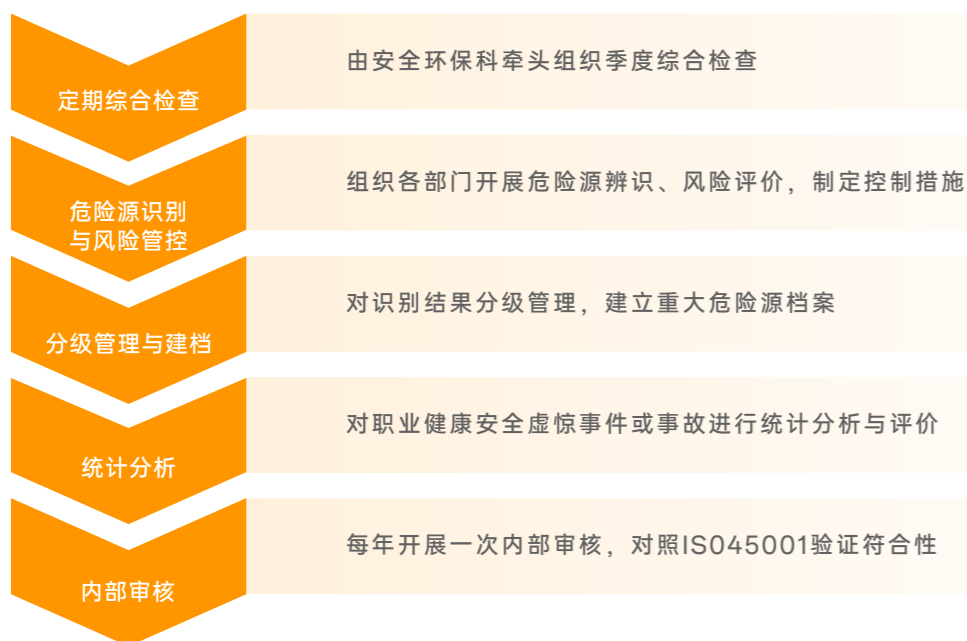 由安全环保科牵头组织季度综合检查
定期综合检查
组织各部门开展危险源辨识、风险评价，制定控制措施
危险源识别
与风险管控
对识别结果分级管理，建立重大危险源档案
分级管理与建档
对职业健康安全虚惊事件或事故进行统计分析与评价
统计分析
每年开展一次内部审核，对照ISO45001验证符合性
内部审核